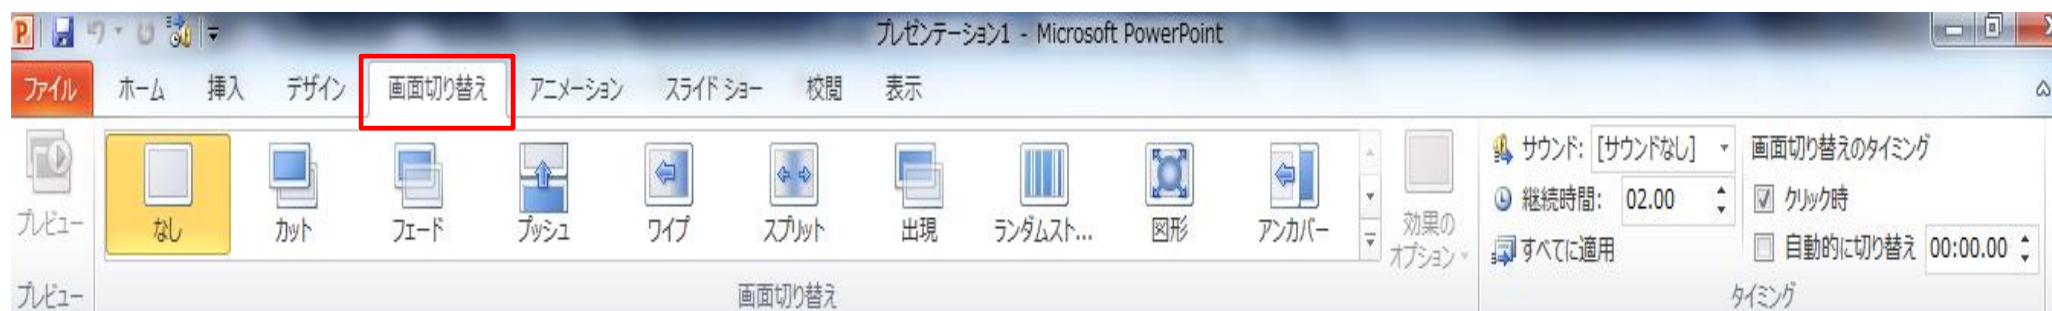 プレゼンテーション1 - Microsoft PowerPoint
ファイル ホーム 挿入 デザイン 画面切り替え アニメーション スライド ショー 校閲 表示
プレビュー なし カット フェード プッシュ ワイプ スプリット 出現 ランダムスト... 図形 アンカバー 効果の
オプション
サウンド: [サウンドなし] 画面切り替えのタイミング
継続時間: 02.00 クリック時
すべてに適用 自動的に切り替え 00:00.00
プレビュー 画面切り替え タイミング